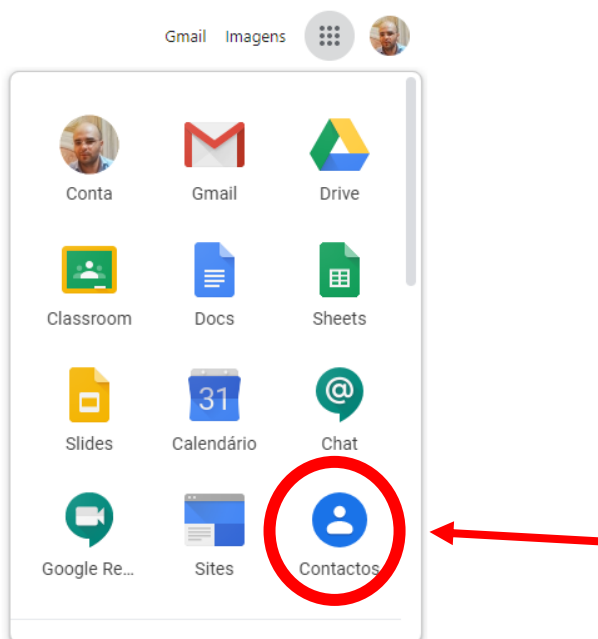 Gmail Imagens
Conta Gmail Drive
Classroom Docs Sheets
31
@
Slides Calendário Chat
Google Re... Sites Contactos